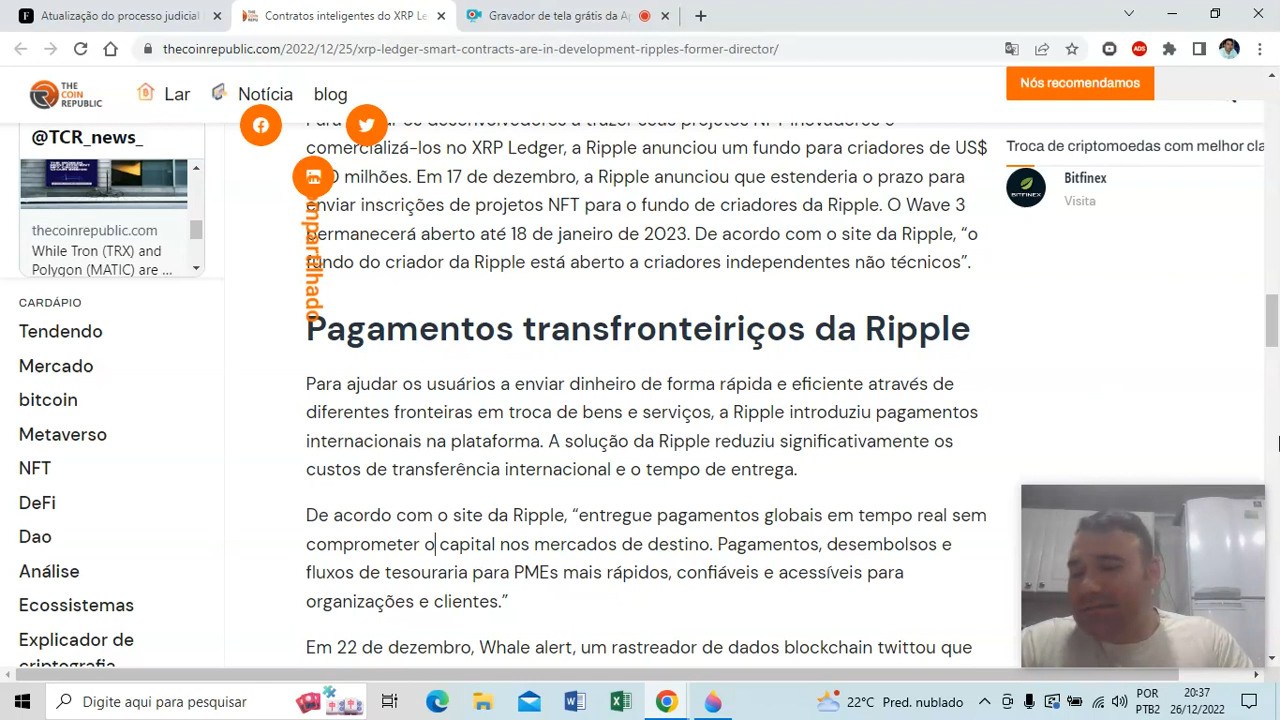 Atualização do processo judicial
Contratos inteligentes do XRP Le
Gravador de tela grátis da Ap
thecoinrepublic.com/2022/12/25/xrp-ledger-smart-contracts-are-in-development-ripples-former-director/
THE
COIN
REPUBLIC
Lar
Notícia
blog
Nós recomendamos
@TCR_news_
thecoinrepublic.com
While Tron (TRX) and
Polygon (MATIC) are ...
CARDÁPIO
Tendendo
Mercado
bitcoin
Metaverso
NFT
DeFi
Dao
Análise
Ecossistemas
Explicador de
criptografia
os desenvolvedores a trazer seus projetos NFT inovadores e
comercializá-los no XRP Ledger, a Ripple anunciou um fundo para criadores de US$
milhões. Em 17 de dezembro, a Ripple anunciou que estenderia o prazo para
enviar inscrições de projetos NFT para o fundo de criadores da Ripple. O Wave 3
permanecerá aberto até 18 de janeiro de 2023. De acordo com o site da Ripple, “o
fundo do criador da Ripple está aberto a criadores independentes não técnicos”.
Pagamentos transfronteiriços da Ripple
Para ajudar os usuários a enviar dinheiro de forma rápida e eficiente através de
diferentes fronteiras em troca de bens e serviços, a Ripple introduziu pagamentos
internacionais na plataforma. A solução da Ripple reduziu significativamente os
custos de transferência internacional e o tempo de entrega.
De acordo com o site da Ripple, “entregue pagamentos globais em tempo real sem
comprometer o capital nos mercados de destino. Pagamentos, desembolsos e
fluxos de tesouraria para PMEs mais rápidos, confiáveis e acessíveis para
organizações e clientes.”
Em 22 de dezembro, Whale alert, um rastreador de dados blockchain twittou que
Troca de criptomoedas com melhor cla
Bitfinex
Visita
BITFINEX
ADS
Digite aqui para pesquisar
22°C Pred. nublado
POR
PTB2
20:37
26/12/2022